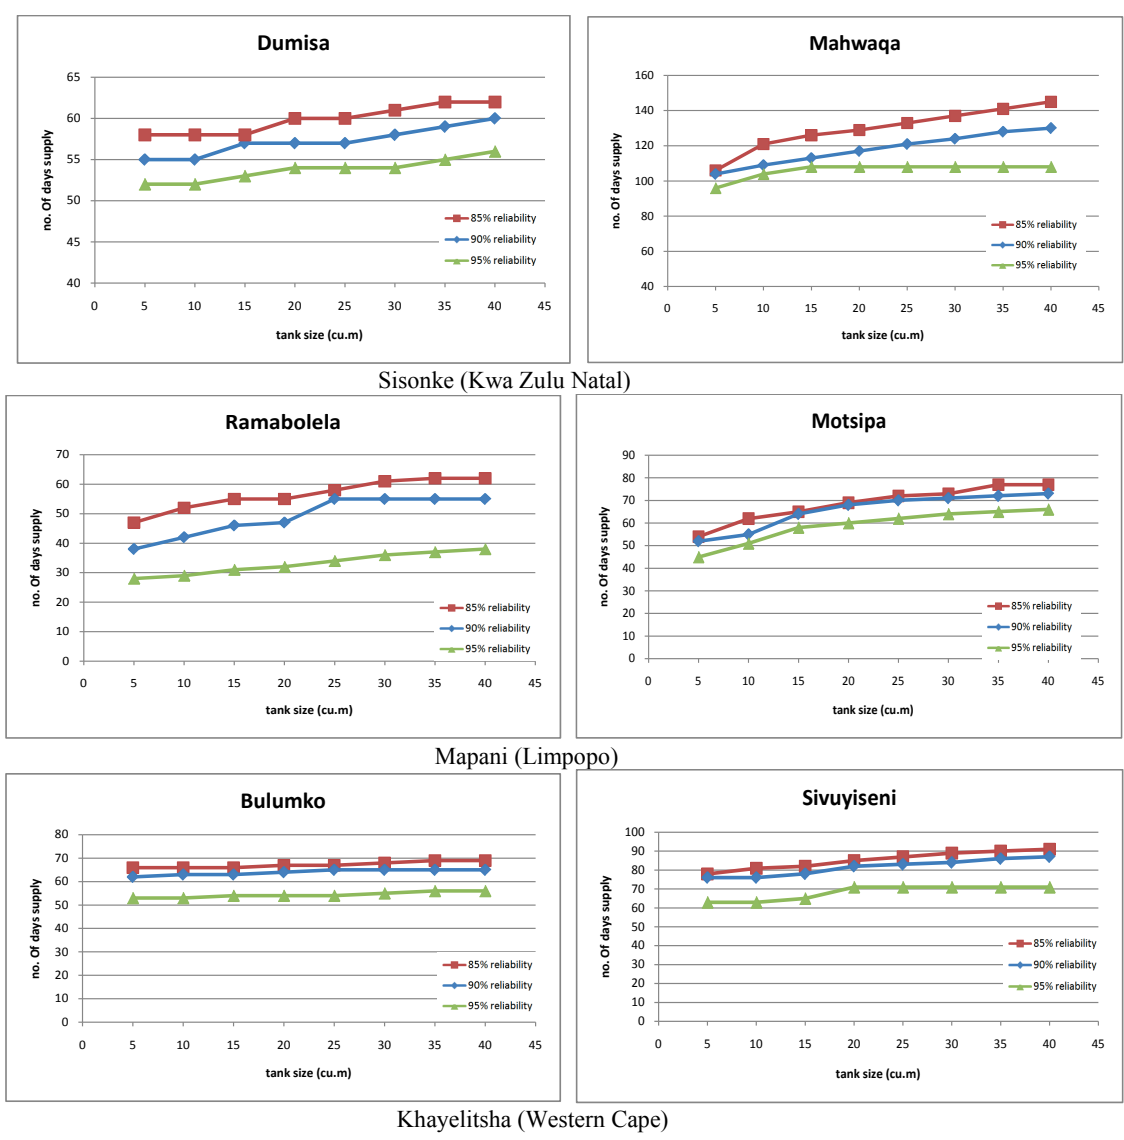 Dumisa
65
60
55
50
45
40
0 5 10 15 20 25 30 35 40 45
no. Of days supply
tank size (cu.m)
85% reliability
90% reliability
95% reliability
Mahwaqa
160
140
120
100
80
60
40
0 5 10 15 20 25 30 35 40 45
no. Of days supply
tank size (cu.m)
85% reliability
90% reliability
95% reliability
Sisonke (Kwa Zulu Natal)
Ramabolela
70
60
50
40
30
20
10
0
0 5 10 15 20 25 30 35 40 45
no. Of days supply
tank size (cu.m)
85% reliability
90% reliability
95% reliability
Motsipa
90
80
70
60
50
40
30
20
10
0
0 5 10 15 20 25 30 35 40 45
no. Of days supply
tank size (cu.m)
85% reliability
90% reliability
95% reliability
Mapani (Limpopo)
Bulumko
80
70
60
50
40
30
20
10
0
0 5 10 15 20 25 30 35 40 45
no. Of days supply
tank size (cu.m)
85% reliability
90% reliability
95% reliability
Sivuyiseni
100
90
80
70
60
50
40
30
20
10
0
0 5 10 15 20 25 30 35 40 45
no. Of days supply
tank size (cu.m)
85% reliability
90% reliability
95% reliability
Khayelitsha (Western Cape)